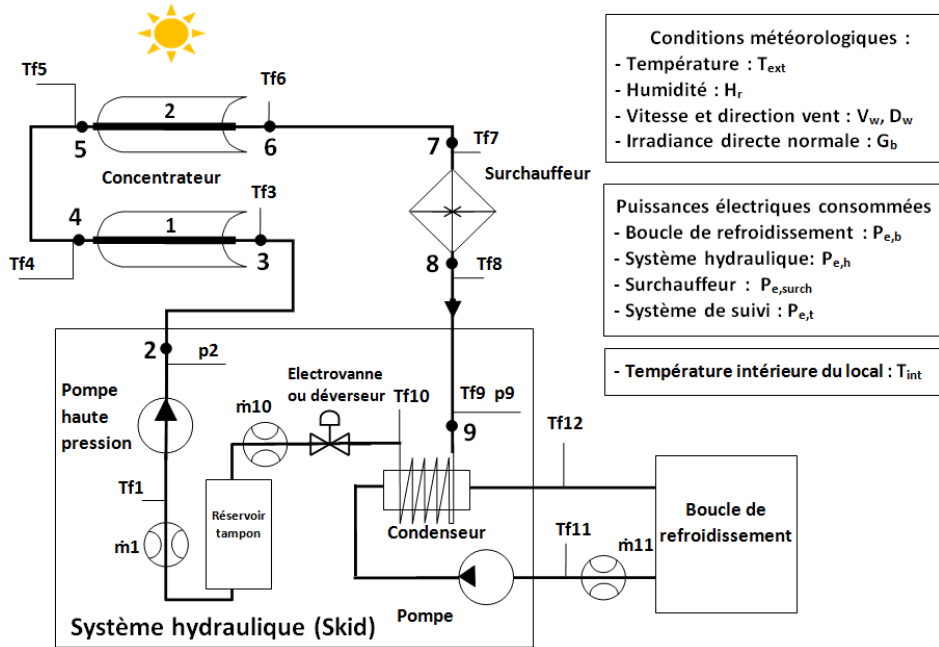 Tf5
Tf6
2
5
6
7
Tf7
Concentrateur
Surchauffeur
Tf3
4
1
3
Tf4
8
Tf8
2
p2
Pompe
haute
pression
Electrovanne
ou déverseur
ṁ10
Tf10
Tf9 p9
9
Tf12
Tf1
Réservoir
tampon
ṁ1
Condenseur
Tf11
ṁ11
Boucle de
refroidissement
Pompe
Système hydraulique (Skid)
Conditions météorologiques :
- Température : Text
- Humidité : Hr
- Vitesse et direction vent : Vw, Dw
- Irradiance directe normale : Gb
Puissances électriques consommées
- Boucle de refroidissement : Pe,b
- Système hydraulique: Pe,h
- Surchauffeur : Pe,surch
- Système de suivi : Pe,t
- Température intérieure du local : Tint